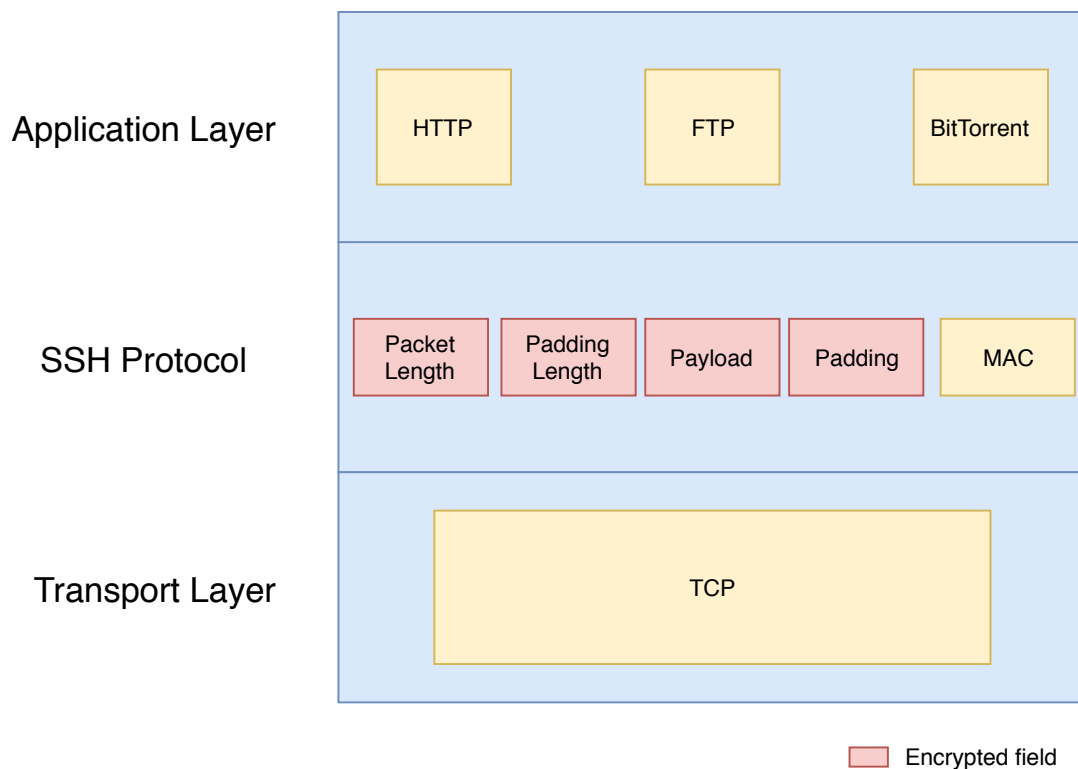 Application Layer
HTTP
FTP
BitTorrent
SSH Protocol
Packet
Length
Padding
Length
Payload
Padding
MAC
Transport Layer
TCP
Encrypted field